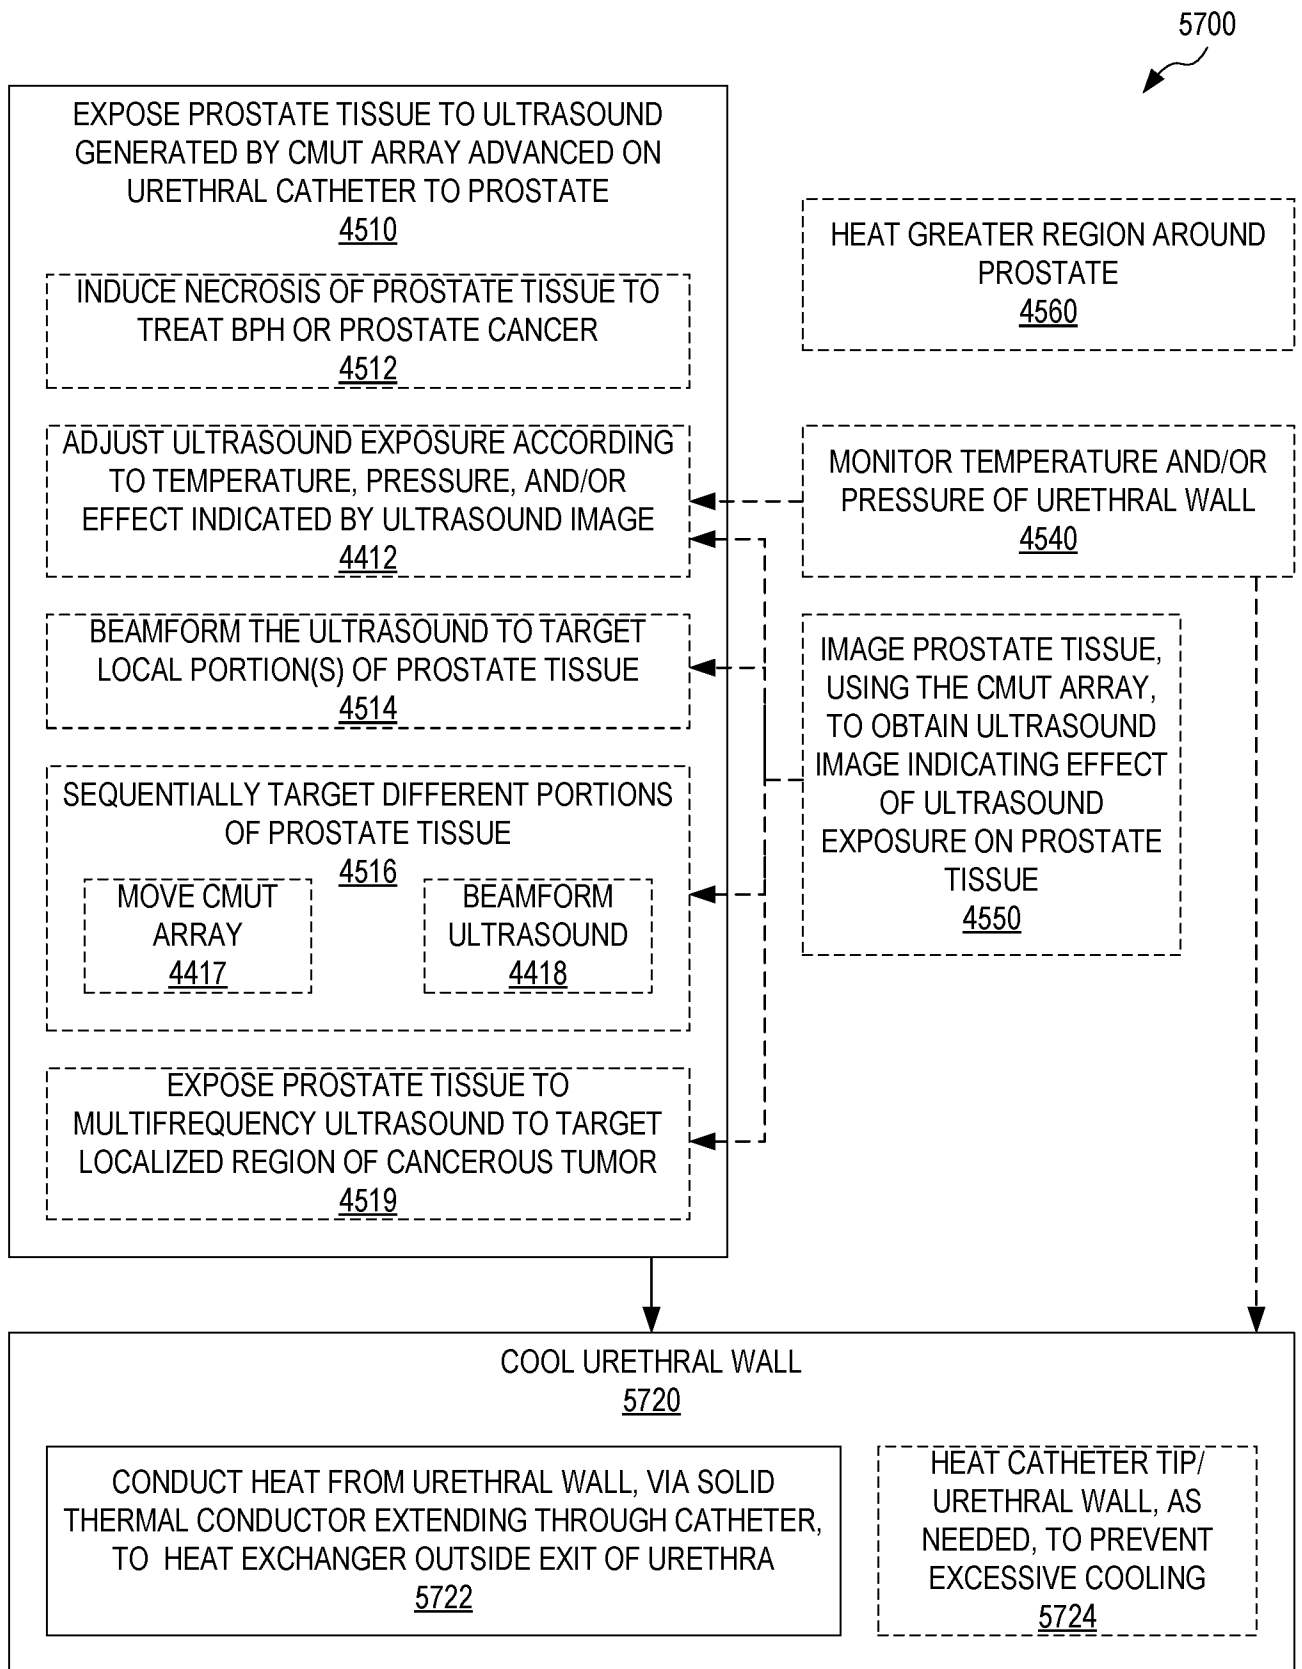 5700
EXPOSE PROSTATE TISSUE TO ULTRASOUND
GENERATED BY CMUT ARRAY ADVANCED ON
URETHRAL CATHETER TO PROSTATE
4510
INDUCE NECROSIS OF PROSTATE TISSUE TO
TREAT BPH OR PROSTATE CANCER
4512
ADJUST ULTRASOUND EXPOSURE ACCORDING
TO TEMPERATURE, PRESSURE, AND/OR
EFFECT INDICATED BY ULTRASOUND IMAGE
4412
BEAMFORM THE ULTRASOUND TO TARGET
LOCAL PORTION(S) OF PROSTATE TISSUE
4514
SEQUENTIALLY TARGET DIFFERENT PORTIONS
OF PROSTATE TISSUE
4516
MOVE CMUT
ARRAY
4417
BEAMFORM
ULTRASOUND
4418
EXPOSE PROSTATE TISSUE TO
MULTIFREQUENCY ULTRASOUND TO TARGET
LOCALIZED REGION OF CANCEROUS TUMOR
4519
HEAT GREATER REGION AROUND
PROSTATE
4560
MONITOR TEMPERATURE AND/OR
PRESSURE OF URETHRAL WALL
4540
IMAGE PROSTATE TISSUE,
USING THE CMUT ARRAY,
TO OBTAIN ULTRASOUND
IMAGE INDICATING EFFECT
OF ULTRASOUND
EXPOSURE ON PROSTATE
TISSUE
4550
COOL URETHRAL WALL
5720
CONDUCT HEAT FROM URETHRAL WALL, VIA SOLID
THERMAL CONDUCTOR EXTENDING THROUGH CATHETER,
TO HEAT EXCHANGER OUTSIDE EXIT OF URETHRA
5722
HEAT CATHETER TIP/
URETHRAL WALL, AS
NEEDED, TO PREVENT
EXCESSIVE COOLING
5724